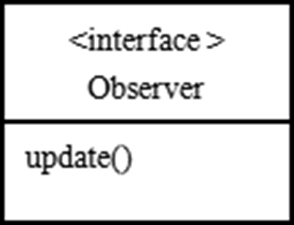 <interface >
Observer
update()